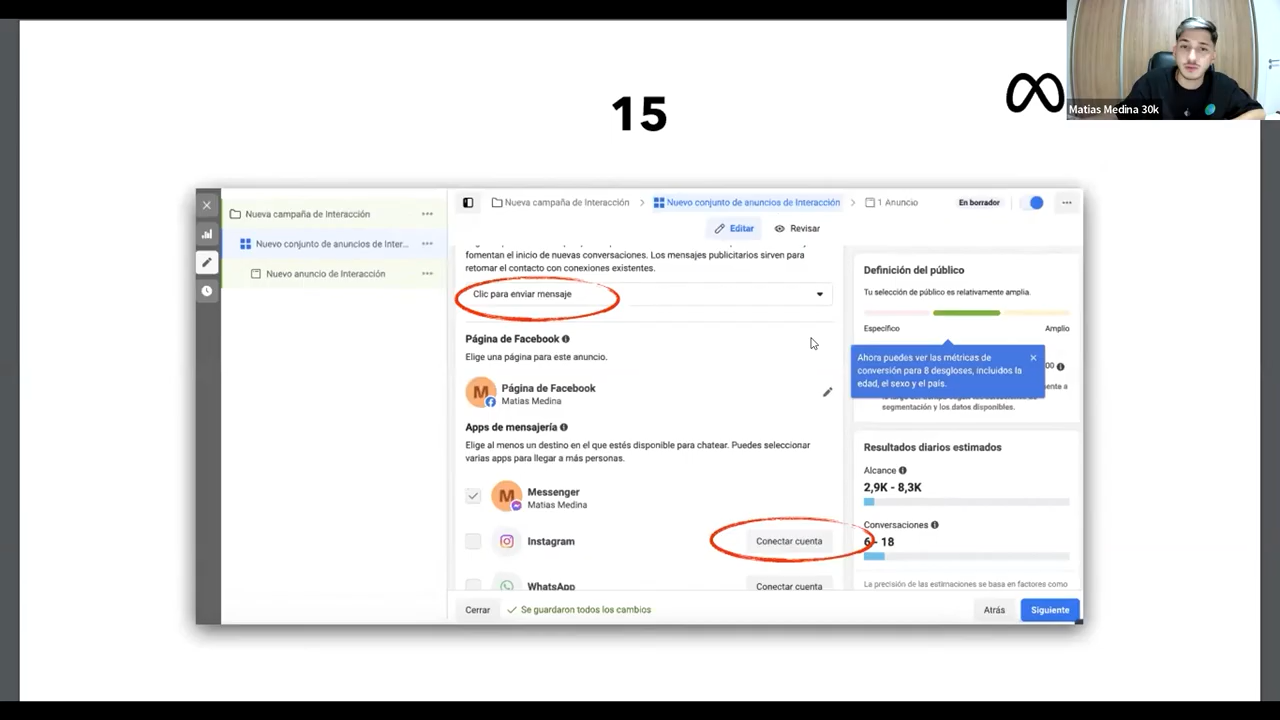 15
Matias Medina 30k
Nueva campaña de Interacción
Nuevo conjunto de anuncios de Inter...
Nuevo anuncio de Interacción
Nueva campaña de Interacción
Nuevo conjunto de anuncios de Interacción
1 Anuncio
En borrador
Editar
Revisar
fomentan el inicio de nuevas conversaciones. Los mensajes publicitarios sirven para
retomar el contacto con conexiones existentes.
Clic para enviar mensaje
Página de Facebook
Elige una página para este anuncio.
M
Página de Facebook
Matias Medina
Apps de mensajería
Elige al menos un destino en el que estés disponible para chatear. Puedes seleccionar
varias apps para llegar a más personas.
M
Messenger
Matias Medina
Instagram
Conectar cuenta
WhatsApp
Conectar cuenta
Cerrar
Se guardaron todos los cambios
Atrás
Siguiente
Definición del público
Tu selección de público es relativamente amplia.
Específico
Amplio
Ahora puedes ver las métricas de
conversión para 8 desgloses, incluidos la
edad, el sexo y el país.
segmentación y los datos disponibles.
Resultados diarios estimados
Alcance
2,9K - 8,3K
Conversaciones
6 - 18
La precisión de las estimaciones se basa en factores como